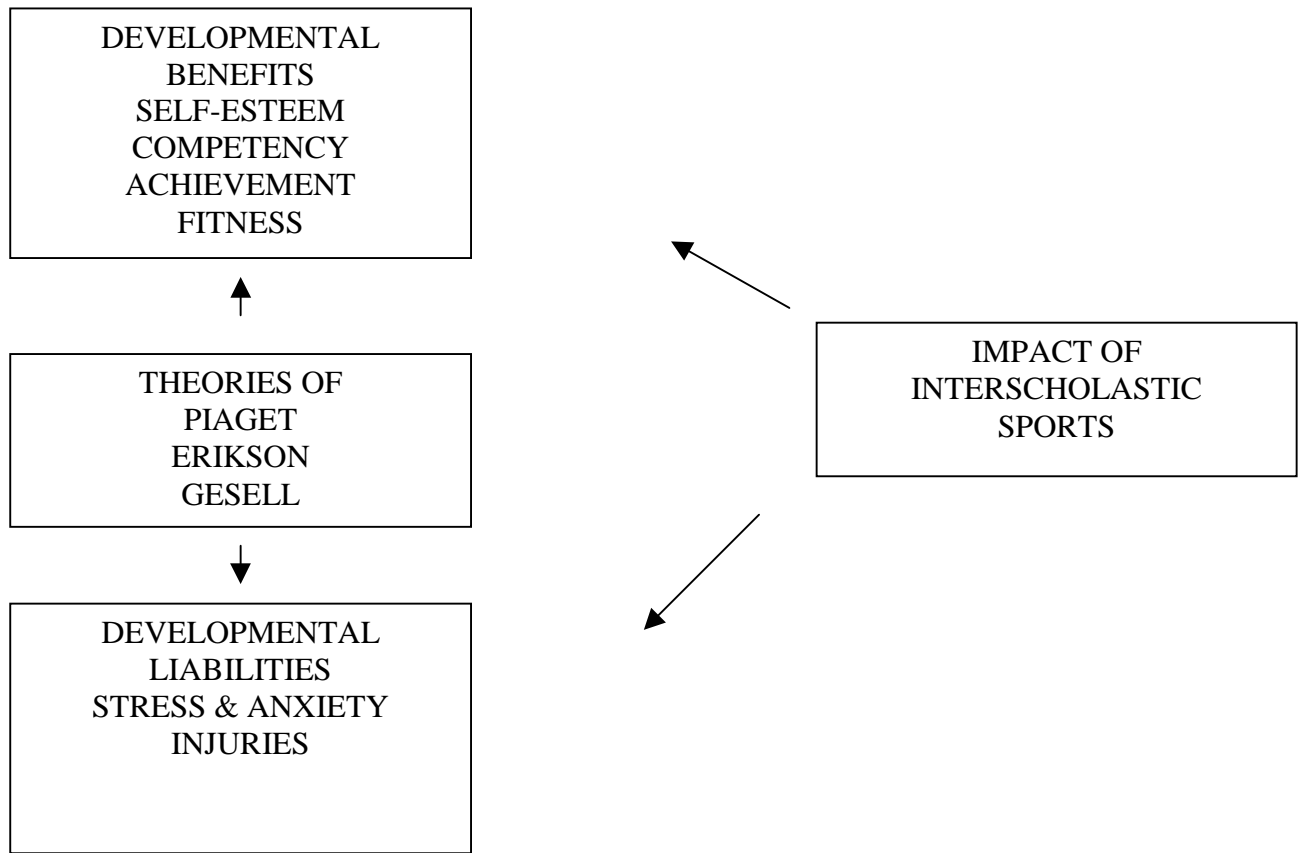 DEVELOPMENTAL
BENEFITS
SELF-ESTEEM
COMPETENCY
ACHIEVEMENT
FITNESS
THEORIES OF
PIAGET
ERIKSON
GESELL
IMPACT OF
INTERSCHOLASTIC
SPORTS
DEVELOPMENTAL
LIABILITIES
STRESS & ANXIETY
INJURIES